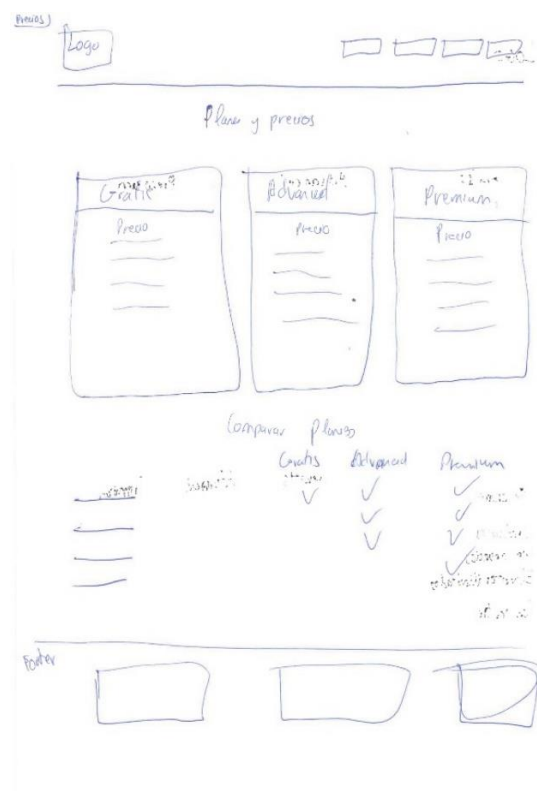 Precios)
Logo
Planes y precios
Gratis Advanced Premium
Precio Precio Precio
Comparar Planes
Gratis Advanced Premium
Footer